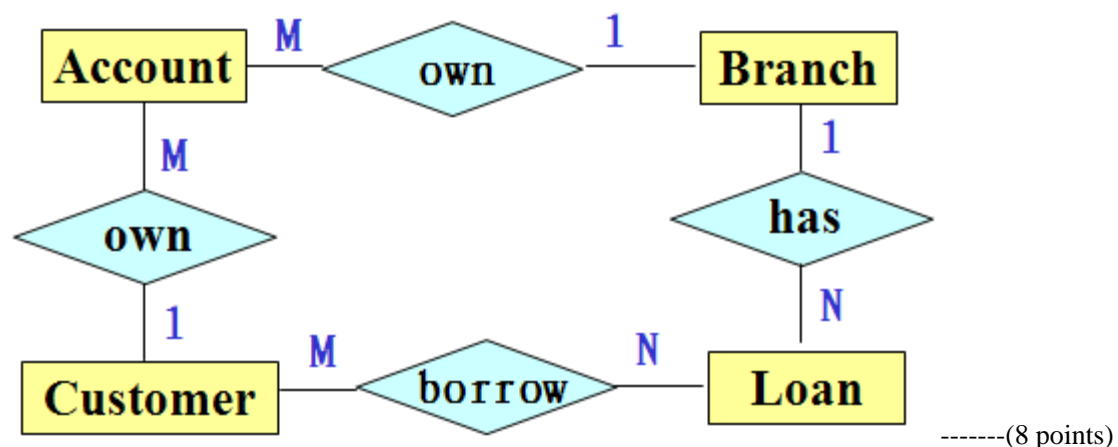 M
1
Account
own
Branch
M
1
own
has
1
N
M
N
Customer
borrow
Loan
-------(8 points)